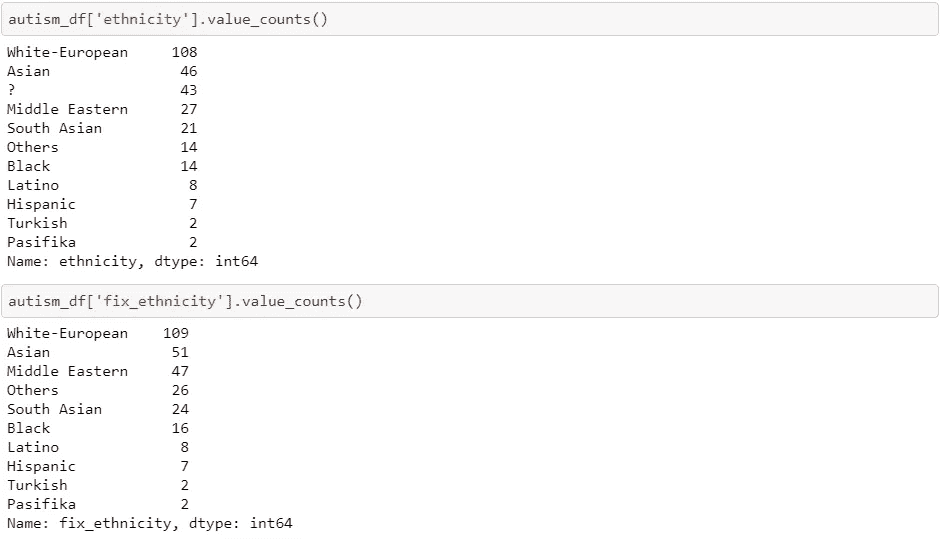 autism_df['ethnicity'].value_counts()
White-European 108
Asian 46
? 43
Middle Eastern 27
South Asian 21
Others 14
Black 14
Latino 8
Hispanic 7
Turkish 2
Pasifika 2
Name: ethnicity, dtype: int64
autism_df['fix_ethnicity'].value_counts()
White-European 109
Asian 51
Middle Eastern 47
Others 26
South Asian 24
Black 16
Latino 8
Hispanic 7
Turkish 2
Pasifika 2
Name: fix_ethnicity, dtype: int64